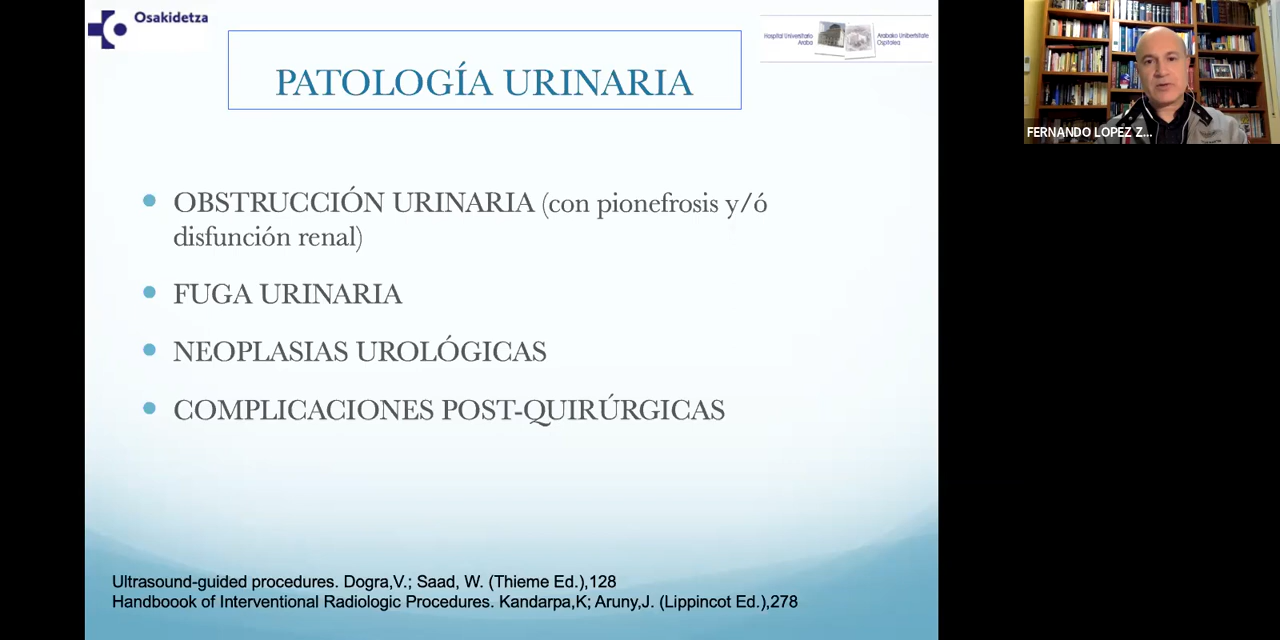 Osakidetza
Hospital Universitario
Araba
Arabako Unibertsitate
Ospitalea
PATOLOGÍA URINARIA
OBSTRUCCIÓN URINARIA (con pionefrosis y/ó
disfunción renal)
FUGA URINARIA
NEOPLASIAS UROLÓGICAS
COMPLICACIONES POST-QUIRÚRGICAS
Ultrasound-guided procedures. Dogra,V.; Saad, W. (Thieme Ed.),128
Handboook of Interventional Radiologic Procedures. Kandarpa,K; Aruny,J. (Lippincot Ed.),278
FERNANDO LOPEZ Z...